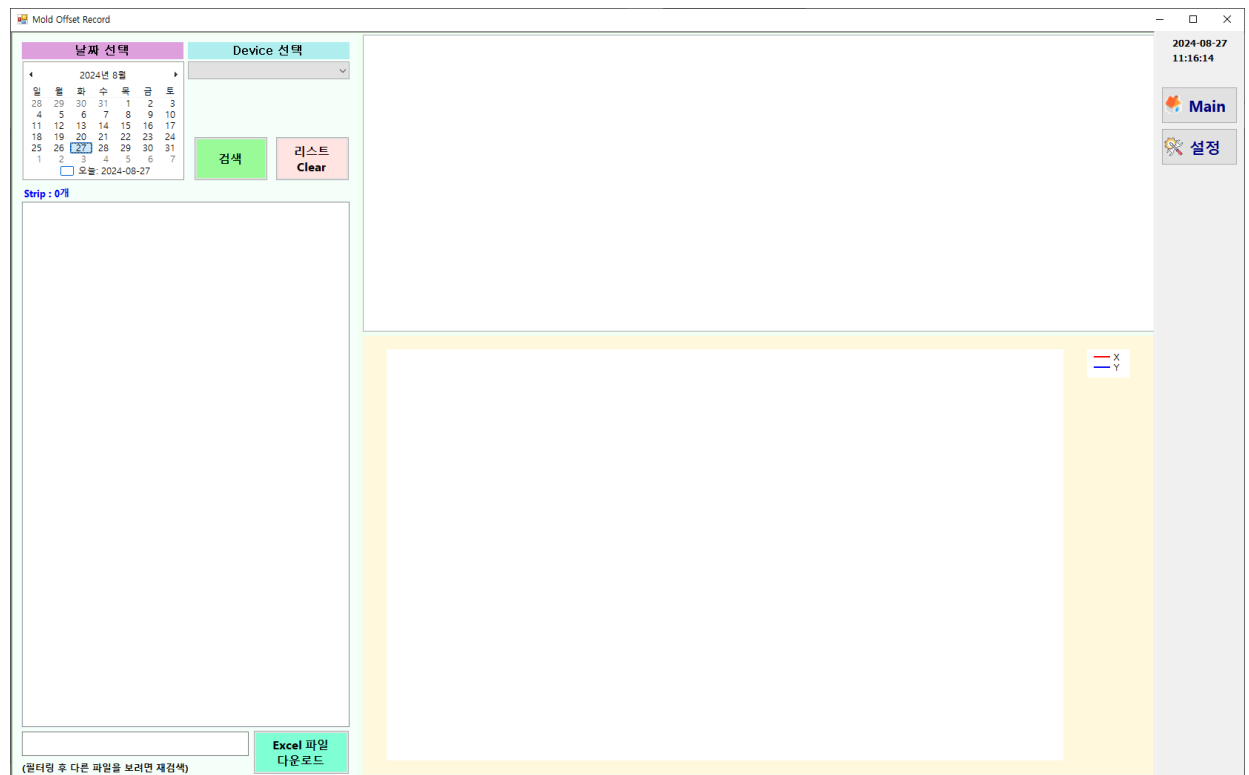 Mold Offset Record
날짜 선택
Device 선택
2024년 8월
일 월 화 수 목 금 토
28 29 30 31 1 2 3
4 5 6 7 8 9 10
11 12 13 14 15 16 17
18 19 20 21 22 23 24
25 26 27 28 29 30 31
1 2 3 4 5 6 7
오늘: 2024-08-27
검색
리스트
Clear
Strip : 0개
(필터링 후 다른 파일을 보려면 재검색)
Excel 파일
다운로드
X
Y
2024-08-27
11:16:14
Main
설정